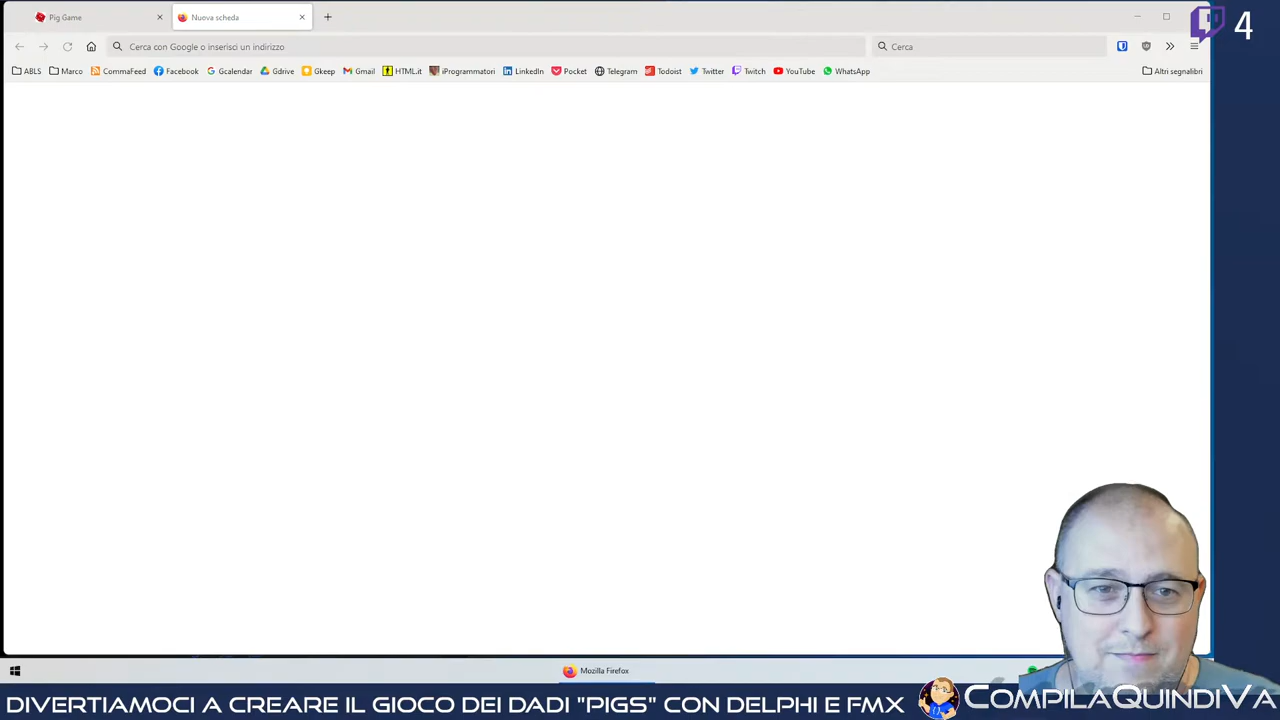 Pig Game
Nuova scheda
4
Cerca con Google o inserisci un indirizzo
Cerca
ABLS Marco CommaFeed Facebook Gcalendar Gdrive Gkeep Gmail HTML.it iProgrammatori LinkedIn Pocket Telegram Todoist Twitter Twitch YouTube WhatsApp Altri segnalibri
Mozilla Firefox
DIVERTIAMOCI A CREARE IL GIOCO DEI DADI "PIGS" CON DELPHI E FMX
COMPILAQUINDIVA